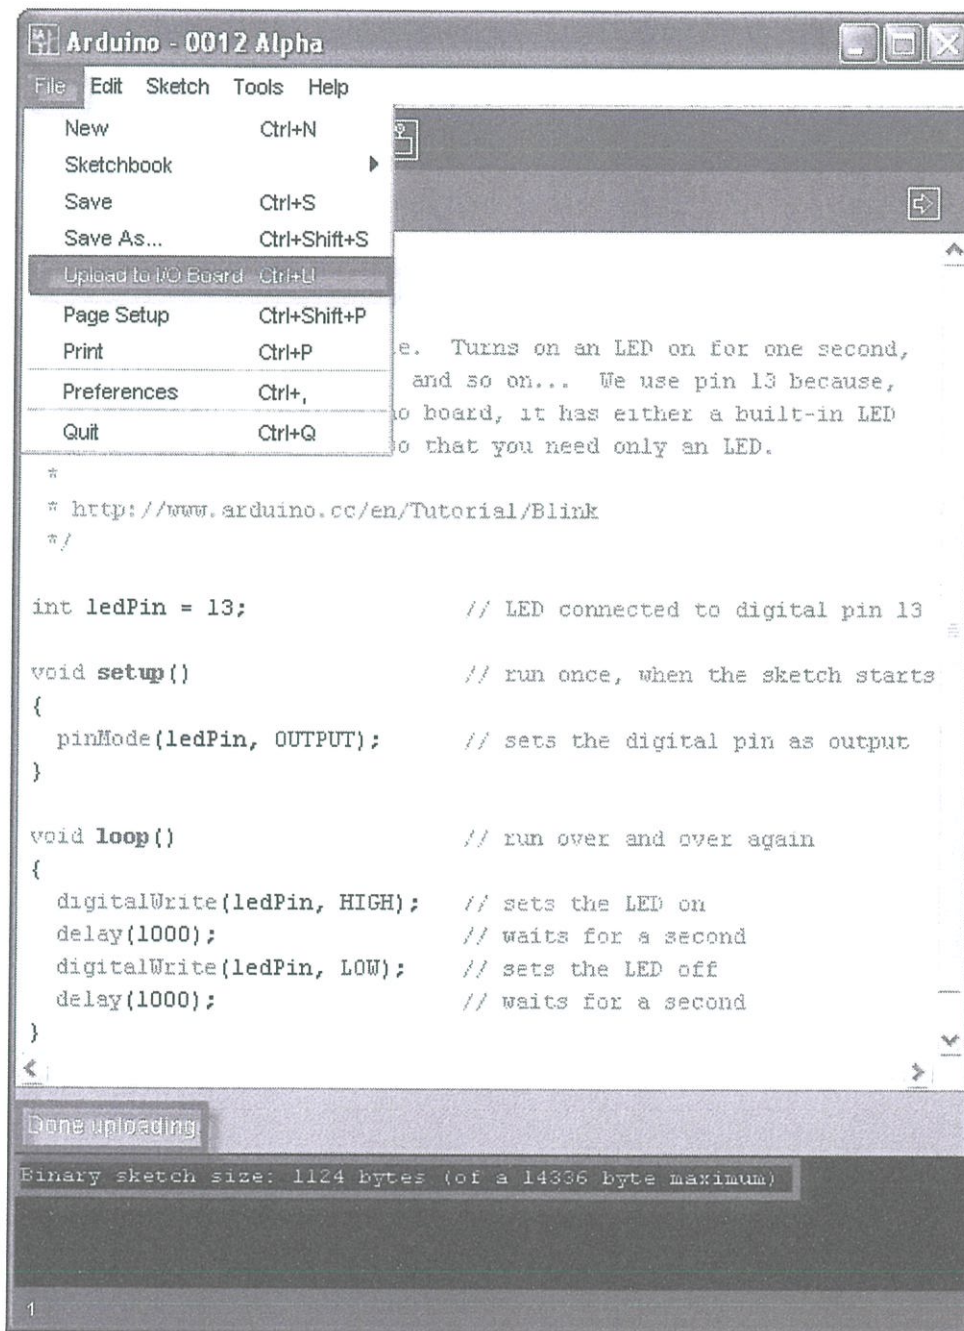 Arduino - 0012 Alpha
File Edit Sketch Tools Help
New Ctrl+N
Sketchbook
Save Ctrl+S
Save As... Ctrl+Shift+S
Upload to I/O Board Ctrl+U
Page Setup Ctrl+Shift+P
Print Ctrl+P
Preferences Ctrl+,
Quit Ctrl+Q
e. Turns on an LED on for one second,
and so on... We use pin 13 because,
o board, it has either a built-in LED
o that you need only an LED.
*
* http://www.arduino.cc/en/Tutorial/Blink
*/
int ledPin = 13; // LED connected to digital pin 13
void setup() // run once, when the sketch starts
{
pinMode(ledPin, OUTPUT); // sets the digital pin as output
}
void loop() // run over and over again
{
digitalWrite(ledPin, HIGH); // sets the LED on
delay(1000); // waits for a second
digitalWrite(ledPin, LOW); // sets the LED off
delay(1000); // waits for a second
}
Done uploading.
Binary sketch size: 1124 bytes (of a 14336 byte maximum)
1